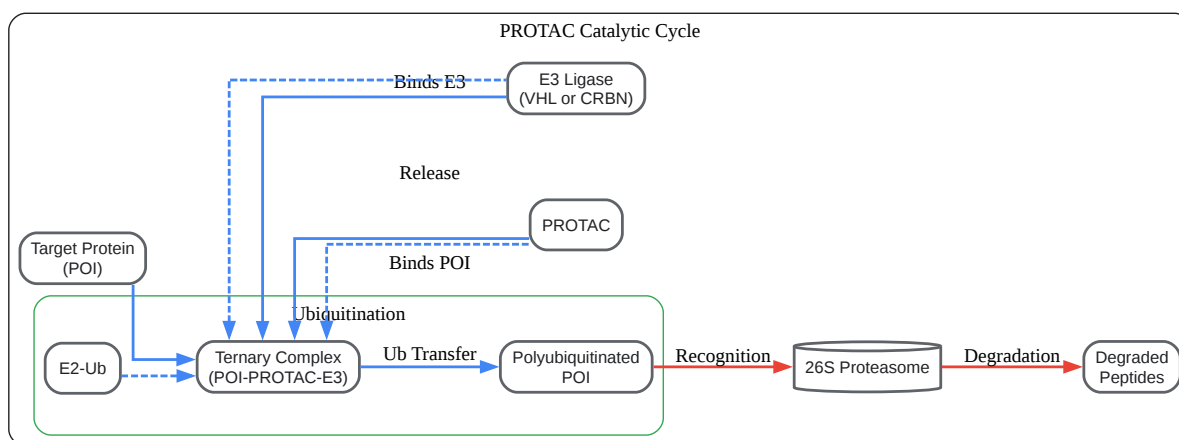 PROTAC Catalytic Cycle
Binds E3
E3 Ligase
(VHL or CRBN)
Release
PROTAC
Target Protein
(POI)
Binds POI
Ubiquitination
E2-Ub
Ternary Complex
(POI-PROTAC-E3)
Ub Transfer
Polyubiquitinated
POI
Recognition
26S Proteasome
Degradation
Degraded
Peptides